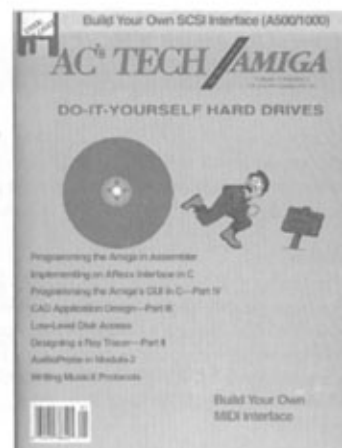 Build Your Own SCSI Interface (A500/1000)
AC's TECH AMIGA
DO-IT-YOURSELF HARD DRIVES
Programming the Amiga in Assembler
Implementing an ARexx Interface in C
Programming the Amiga's GUI in C—Part IV
CAD Application Design—Part III
Low-Level Disk Access
Designing a Ray Tracer—Part II
AudioProbe in Modula-2
Writing Music-X Protocols
Build Your Own
MIDI Interface